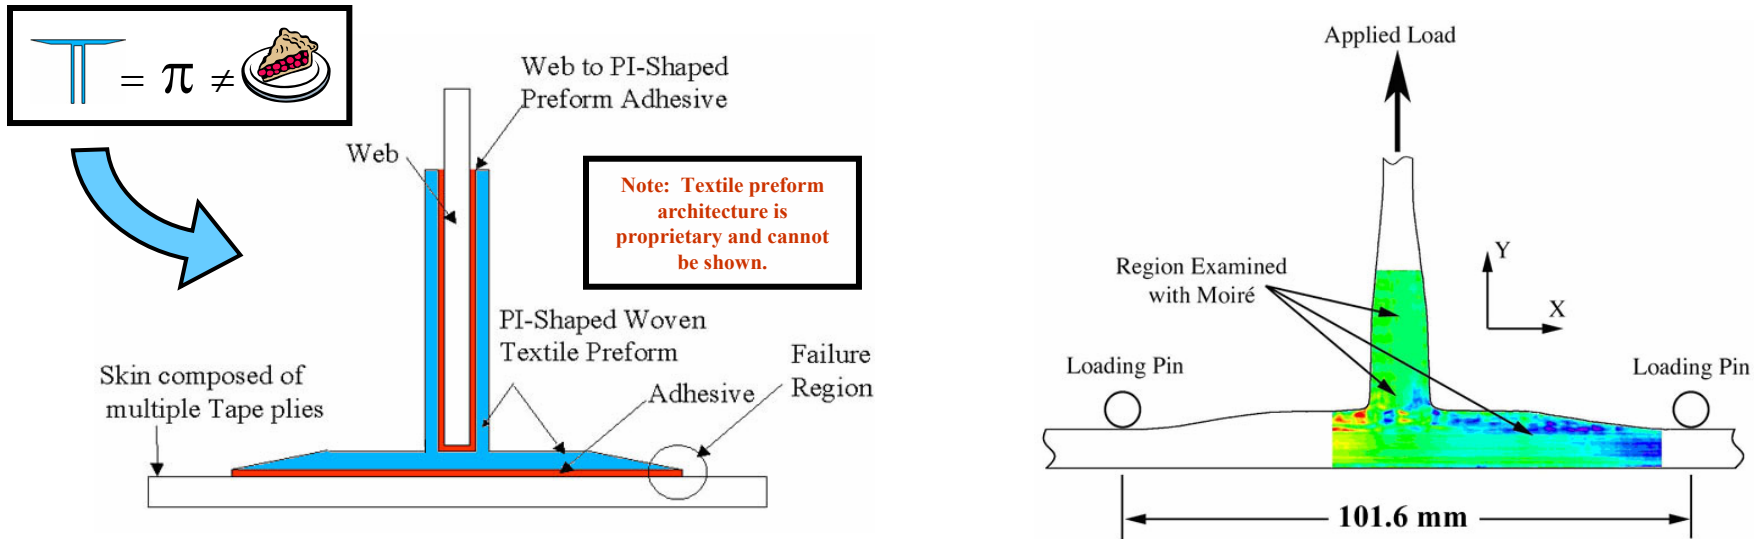 = π ≠
Web to PI-Shaped
Preform Adhesive
Web
Note: Textile preform
architecture is
proprietary and cannot
be shown.
PI-Shaped Woven
Textile Preform
Failure
Region
Skin composed of
multiple Tape plies
Adhesive
Applied Load
Region Examined
with Moiré
Y
X
Loading Pin
Loading Pin
101.6 mm